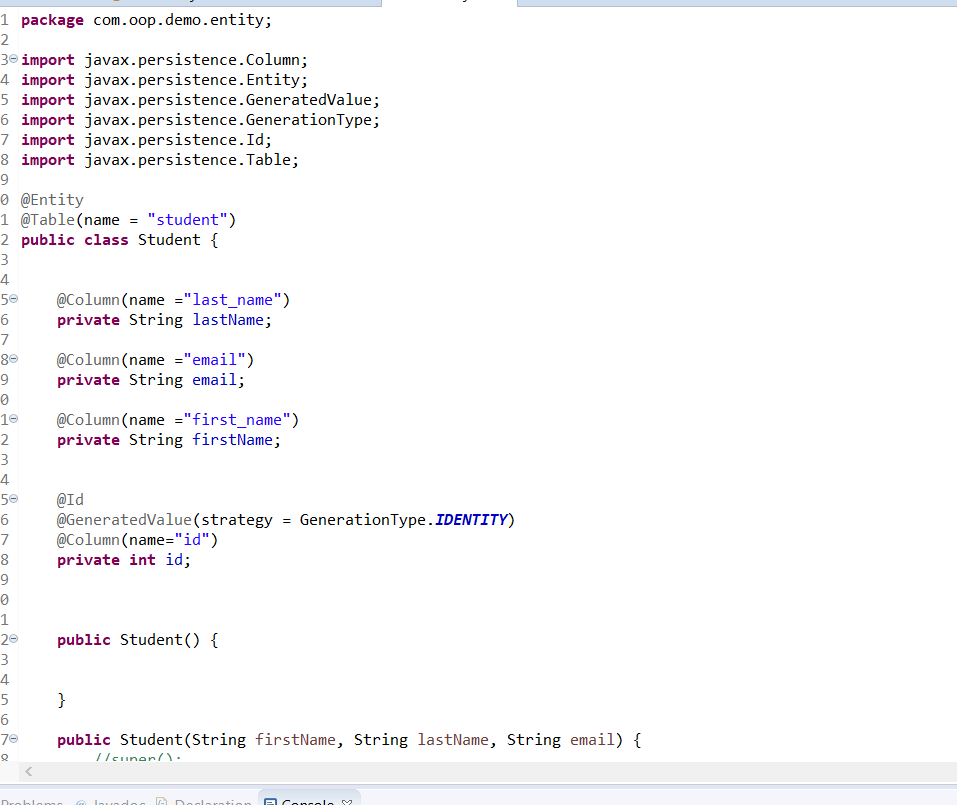 1 package com.oop.demo.entity;
2
3 import javax.persistence.Column;
4 import javax.persistence.Entity;
5 import javax.persistence.GeneratedValue;
6 import javax.persistence.GenerationType;
7 import javax.persistence.Id;
8 import javax.persistence.Table;
9
0 @Entity
1 @Table(name = "student")
2 public class Student {
3
4
5 @Column(name ="last_name")
6 private String lastName;
7
8 @Column(name ="email")
9 private String email;
0
1 @Column(name ="first_name")
2 private String firstName;
3
4
5 @Id
6 @GeneratedValue(strategy = GenerationType.IDENTITY)
7 @Column(name="id")
8 private int id;
9
0
1
2 public Student() {
3
4
5 }
6
7 public Student(String firstName, String lastName, String email) {
8 //super();
Problems @ Javadoc Declaration Console